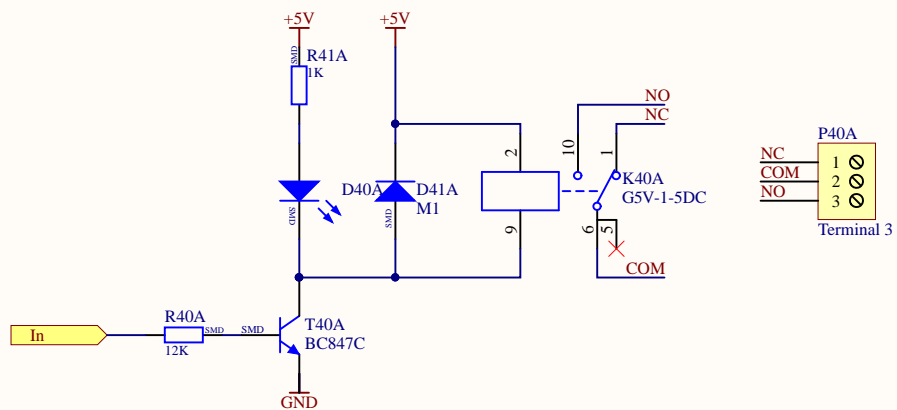 +5V
+5V
SMD
R41A
1K
NO
NC
10
1
2
P40A
NC
1
COM
2
NO
3
Terminal 3
D40A
D41A
M1
SMD
SMD
K40A
G5V-1-5DC
9
6
5
COM
R40A
SMD
SMD
12K
In
T40A
BC847C
GND